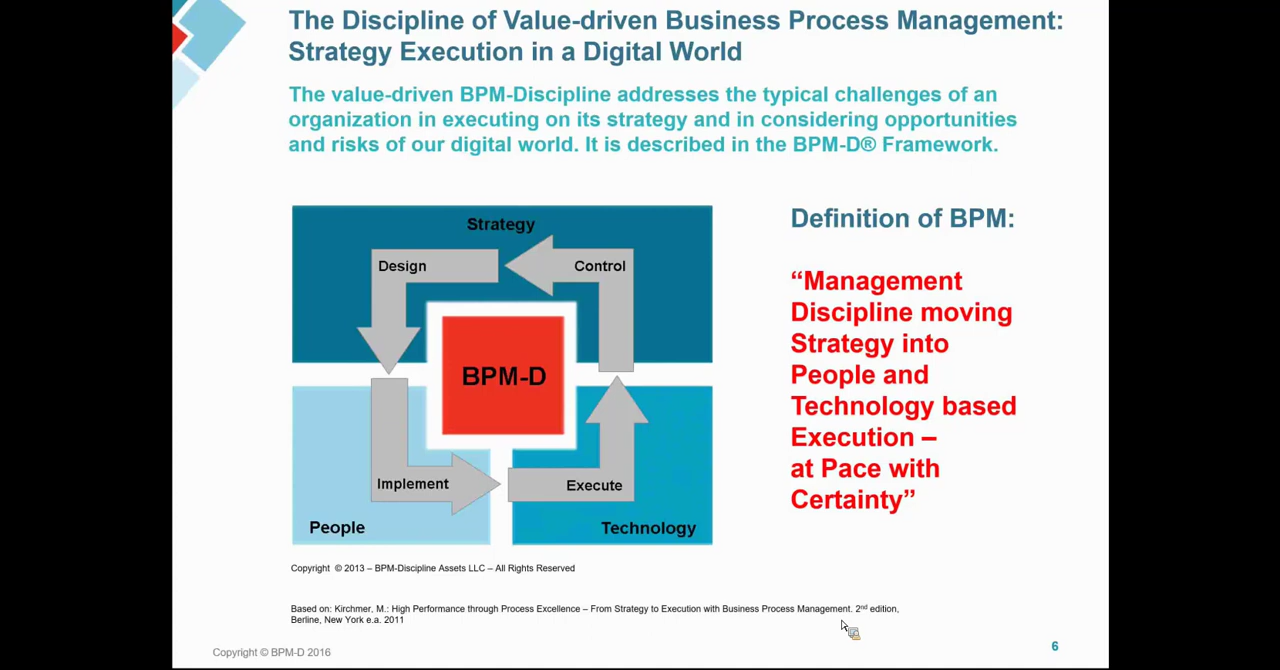 The Discipline of Value-driven Business Process Management:
Strategy Execution in a Digital World
The value-driven BPM-Discipline addresses the typical challenges of an
organization in executing on its strategy and in considering opportunities
and risks of our digital world. It is described in the BPM-D® Framework.
Strategy
Design
Control
BPM-D
Implement
Execute
People
Technology
Definition of BPM:
“Management
Discipline moving
Strategy into
People and
Technology based
Execution –
at Pace with
Certainty”
Copyright © 2013 – BPM-Discipline Assets LLC – All Rights Reserved
Based on: Kirchmer, M.: High Performance through Process Excellence – From Strategy to Execution with Business Process Management. 2nd edition,
Berline, New York e.a. 2011
Copyright © BPM-D 2016
6